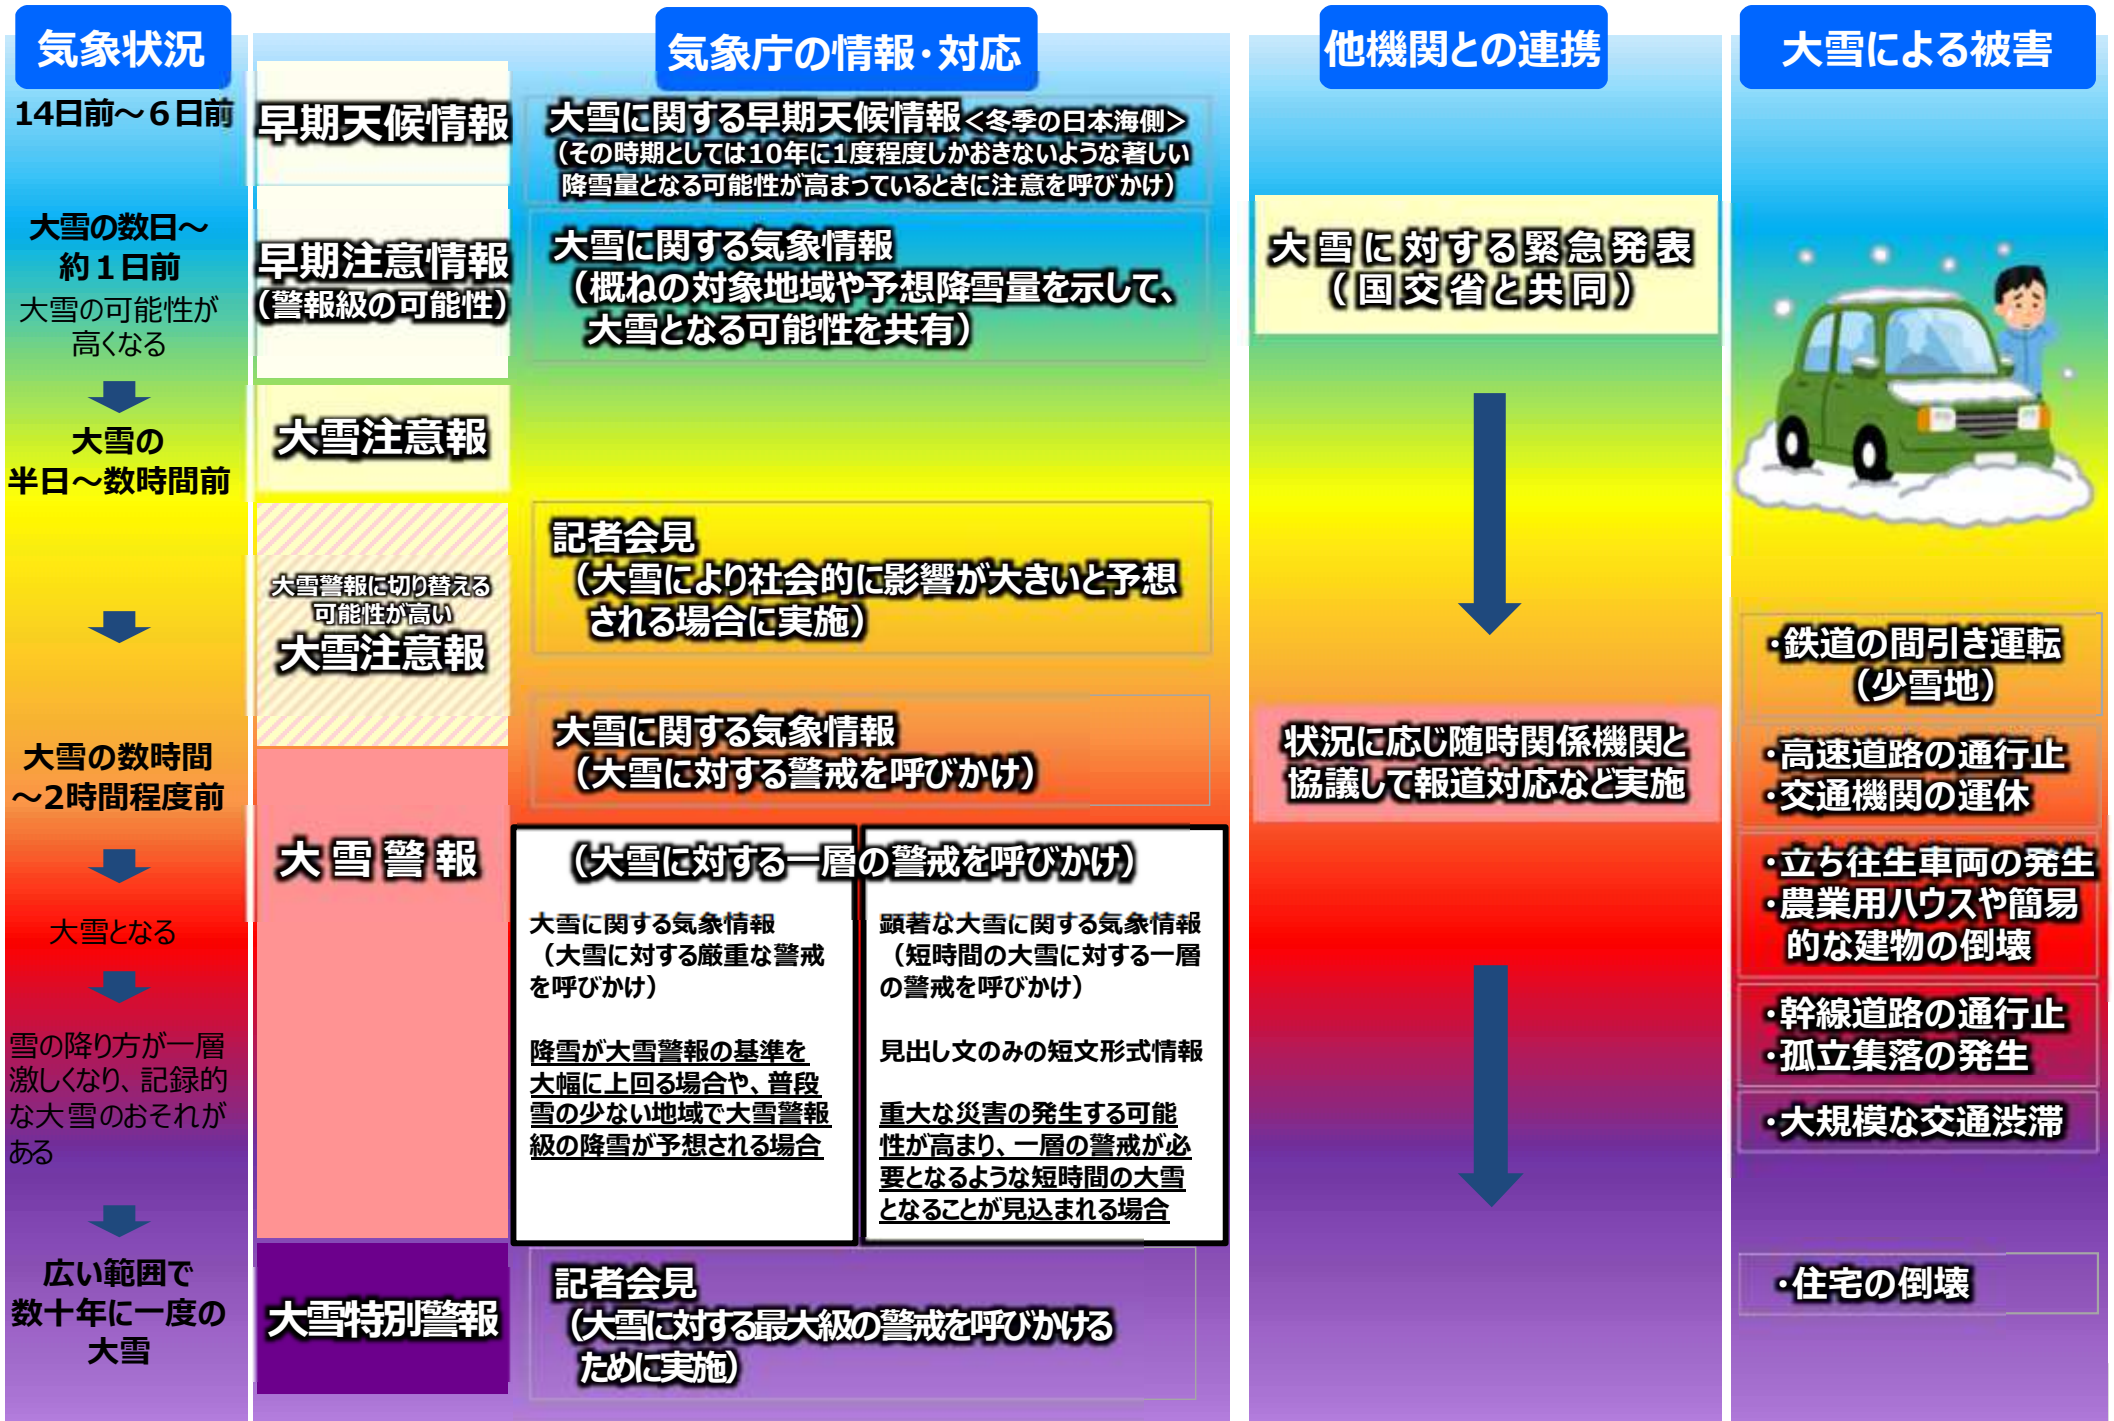 気象状況
気象庁の情報・対応
他機関との連携
大雪による被害
14日前～6日前
早期天候情報
大雪に関する早期天候情報＜冬季の日本海側＞
（その時期としては10年に1度程度しかおきないような著しい
降雪量となる可能性が高まっているときに注意を呼びかけ）
大雪の数日～
約１日前
大雪の可能性が
高くなる
早期注意情報
（警報級の可能性）
大雪に関する気象情報
（概ねの対象地域や予想降雪量を示して、
大雪となる可能性を共有）
大雪に対する緊急発表
（国交省と共同）
大雪の
半日～数時間前
大雪注意報
大雪警報に切り替える
可能性が高い
大雪注意報
記者会見
（大雪により社会的に影響が大きいと予想
される場合に実施）
・鉄道の間引き運転
（少雪地）
大雪の数時間
～2時間程度前
大雪に関する気象情報
（大雪に対する警戒を呼びかけ）
状況に応じ随時関係機関と
協議して報道対応など実施
・高速道路の通行止
・交通機関の運休
大雪警報
（大雪に対する一層の警戒を呼びかけ）
・立ち往生車両の発生
・農業用ハウスや簡易
的な建物の倒壊
大雪となる
大雪に関する気象情報
（大雪に対する厳重な警戒
を呼びかけ）
降雪が大雪警報の基準を
大幅に上回る場合や、普段
雪の少ない地域で大雪警報
級の降雪が予想される場合
顕著な大雪に関する気象情報
（短時間の大雪に対する一層
の警戒を呼びかけ）
見出し文のみの短文形式情報
重大な災害の発生する可能
性が高まり、一層の警戒が必
要となるような短時間の大雪
となることが見込まれる場合
雪の降り方が一層
激しくなり、記録的
な大雪のおそれが
ある
・幹線道路の通行止
・孤立集落の発生
・大規模な交通渋滞
広い範囲で
数十年に一度の
大雪
大雪特別警報
記者会見
（大雪に対する最大級の警戒を呼びかける
ために実施）
・住宅の倒壊